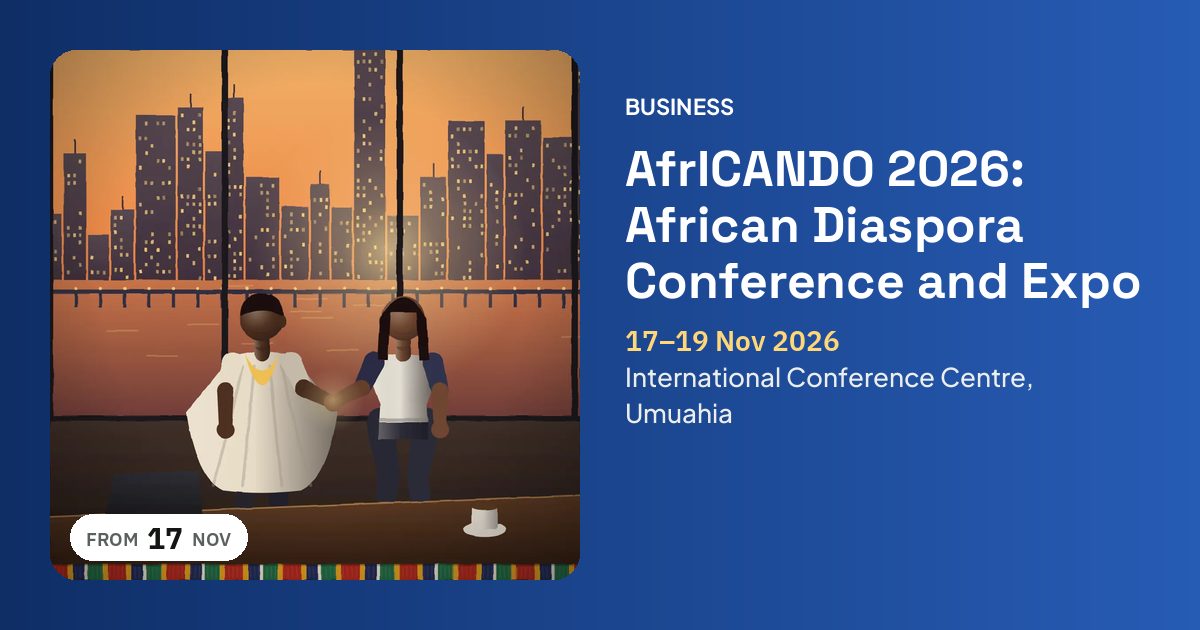 BUSINESS
AfrICANDO 2026:
African Diaspora
Conference and Expo
17–19 Nov 2026
International Conference Centre,
Umuahia
FROM 17 NOV